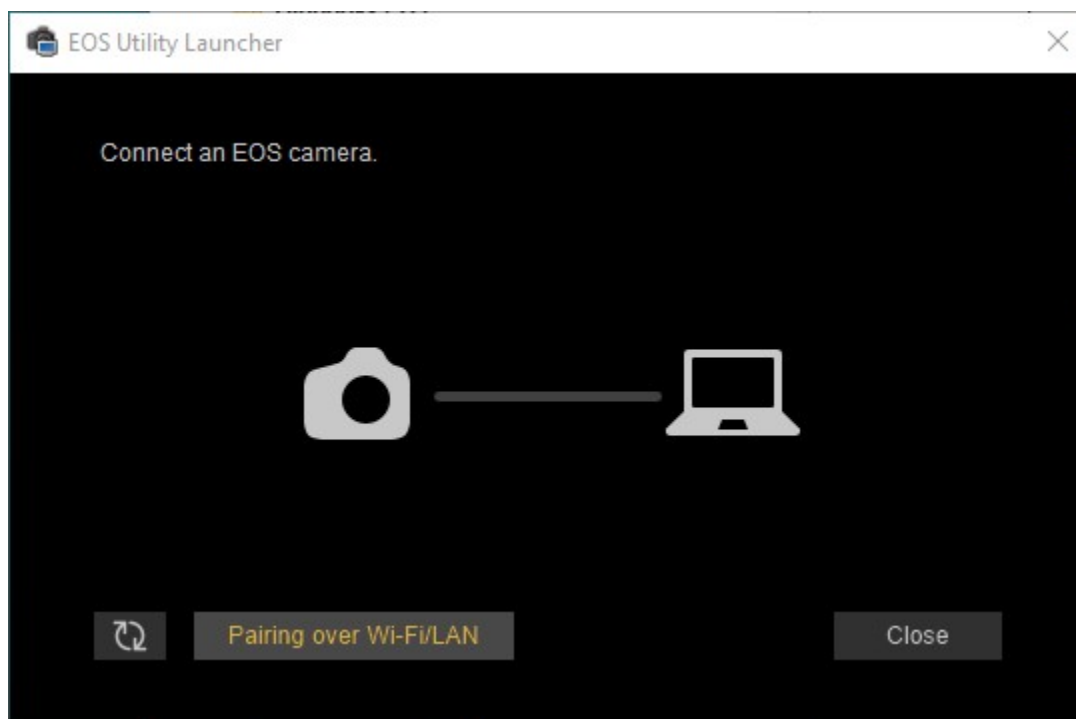 EOS Utility Launcher
Connect an EOS camera.
Pairing over Wi-Fi/LAN
Close